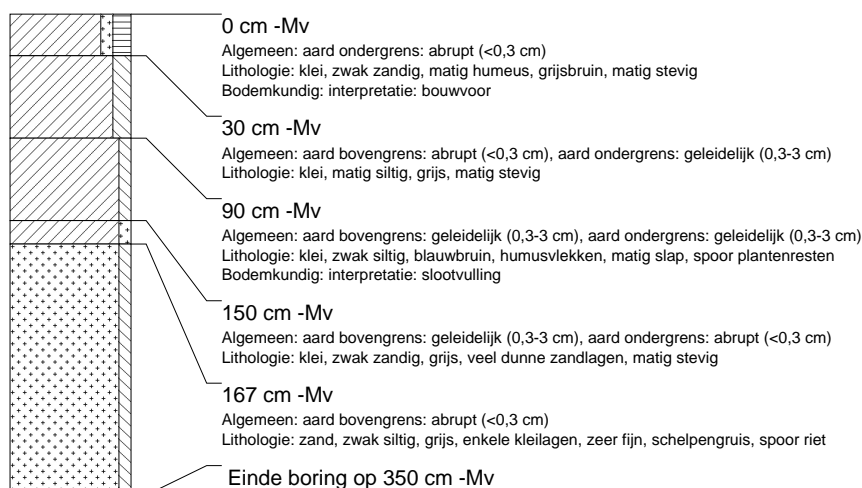 0 cm -Mv
Algemeen: aard ondergrens: abrupt (<0,3 cm)
Lithologie: klei, zwak zandig, matig humeus, grijsbruin, matig stevig
Bodemkundig: interpretatie: bouwvoor
30 cm -Mv
Algemeen: aard bovengrens: abrupt (<0,3 cm), aard ondergrens: geleidelijk (0,3-3 cm)
Lithologie: klei, matig siltig, grijs, matig stevig
90 cm -Mv
Algemeen: aard bovengrens: geleidelijk (0,3-3 cm), aard ondergrens: geleidelijk (0,3-3 cm)
Lithologie: klei, zwak siltig, blauwbruin, humusvlekken, matig slap, spoor plantenresten
Bodemkundig: interpretatie: slootvulling
150 cm -Mv
Algemeen: aard bovengrens: geleidelijk (0,3-3 cm), aard ondergrens: abrupt (<0,3 cm)
Lithologie: klei, zwak zandig, grijs, veel dunne zandlagen, matig stevig
167 cm -Mv
Algemeen: aard bovengrens: abrupt (<0,3 cm)
Lithologie: zand, zwak siltig, grijs, enkele kleilagen, zeer fijn, schelpengruis, spoor riet
Einde boring op 350 cm -Mv